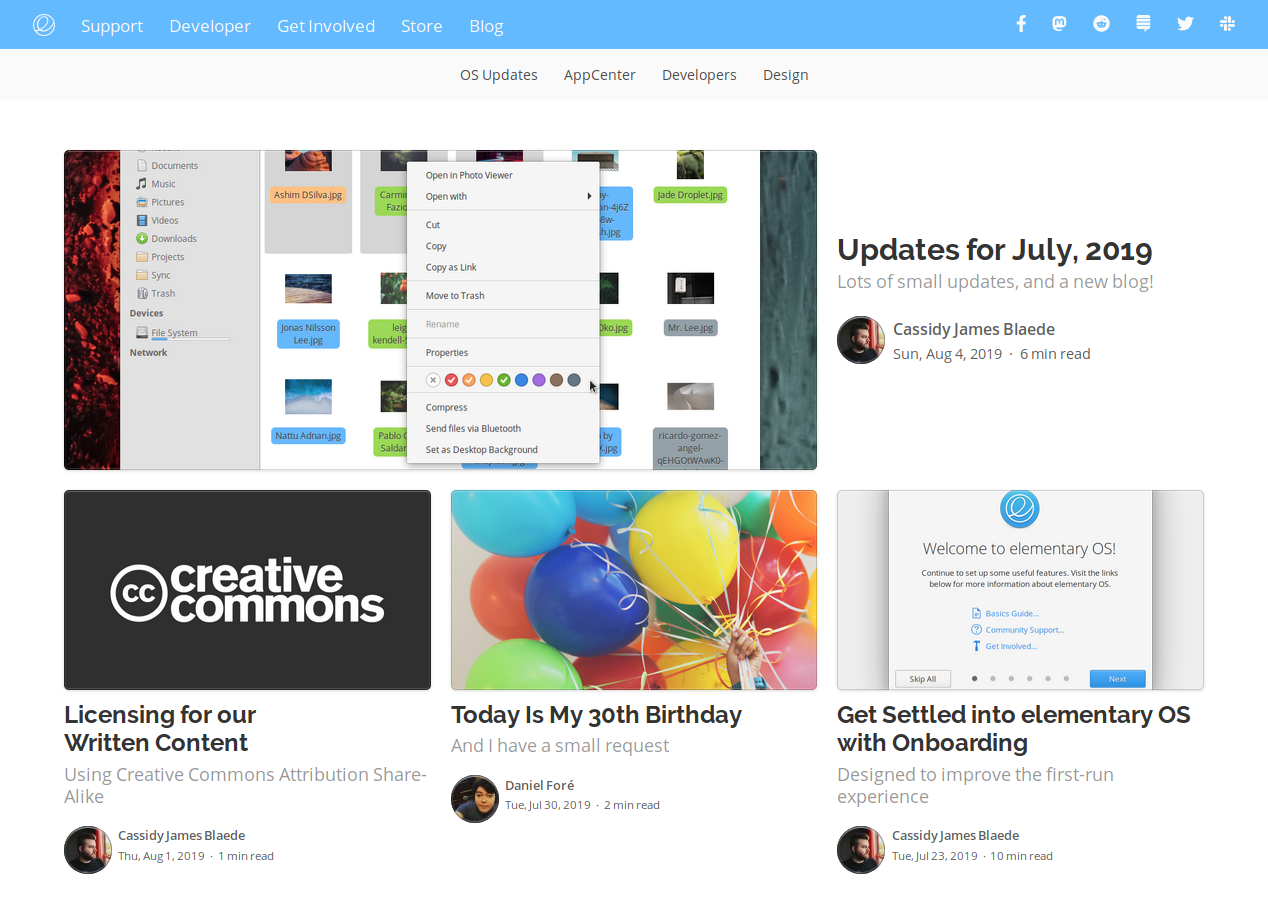 Support Developer Get Involved Store Blog
OS Updates AppCenter Developers Design
Documents
Music
Pictures
Videos
Downloads
Projects
Sync
Trash
Devices
File System
Network
Ashim DSilva.jpg
Jade Droplet.jpg
Jonas Nilsson
Lee.jpg
Mr. Lee.jpg
Nattu Adnan.jpg
ricardo-gomez-
angel-
qEHGOtWAwK0-
Open in Photo Viewer
Open with
Cut
Copy
Copy as Link
Move to Trash
Rename
Properties
Compress
Send files via Bluetooth
Set as Desktop Background
Updates for July, 2019
Lots of small updates, and a new blog!
Cassidy James Blaede
Sun, Aug 4, 2019 · 6 min read
cc creative
commons
Licensing for our
Written Content
Using Creative Commons Attribution Share-
Alike
Cassidy James Blaede
Thu, Aug 1, 2019 · 1 min read
Today Is My 30th Birthday
And I have a small request
Daniel Foré
Tue, Jul 30, 2019 · 2 min read
Welcome to elementary OS!
Continue to set up some useful features. Visit the links
below for more information about elementary OS.
Basics Guide...
Community Support...
Get Involved...
Skip All
Next
Get Settled into elementary OS
with Onboarding
Designed to improve the first-run
experience
Cassidy James Blaede
Tue, Jul 23, 2019 · 10 min read